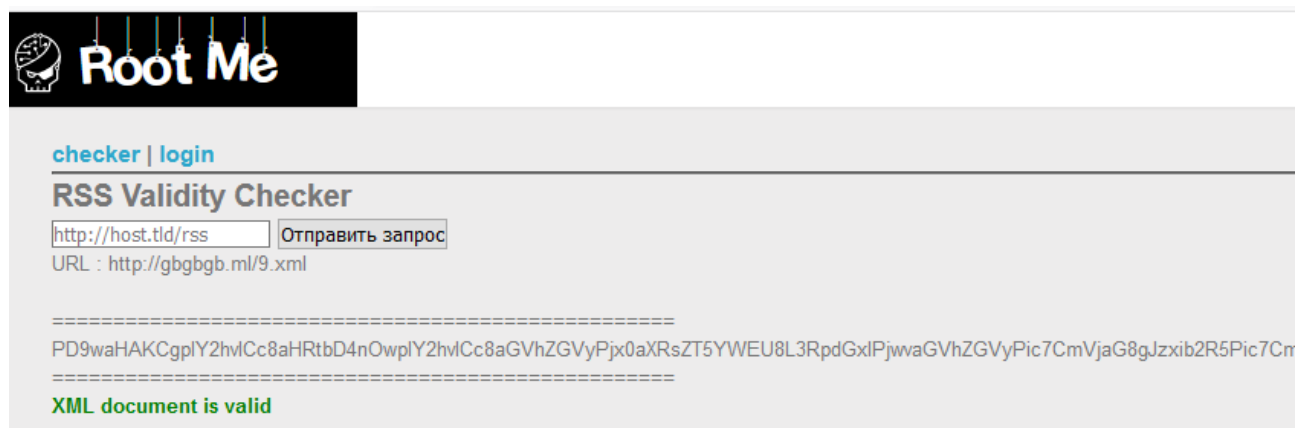 Root Me
checker | login
RSS Validity Checker
http://host.tld/rss Отправить запрос
URL : http://gbgbgb.ml/9.xml
===================================================
PD9waHAKCgplY2hvICc8aHRtbD4nOwplY2hvICc8aGVhZGVyPjx0aXRsZT5YWEU8L3RpdGxlPjwvaGVhZGVyPic7CmVjaG8gJzxib2R5Pic7Cm
===================================================
XML document is valid